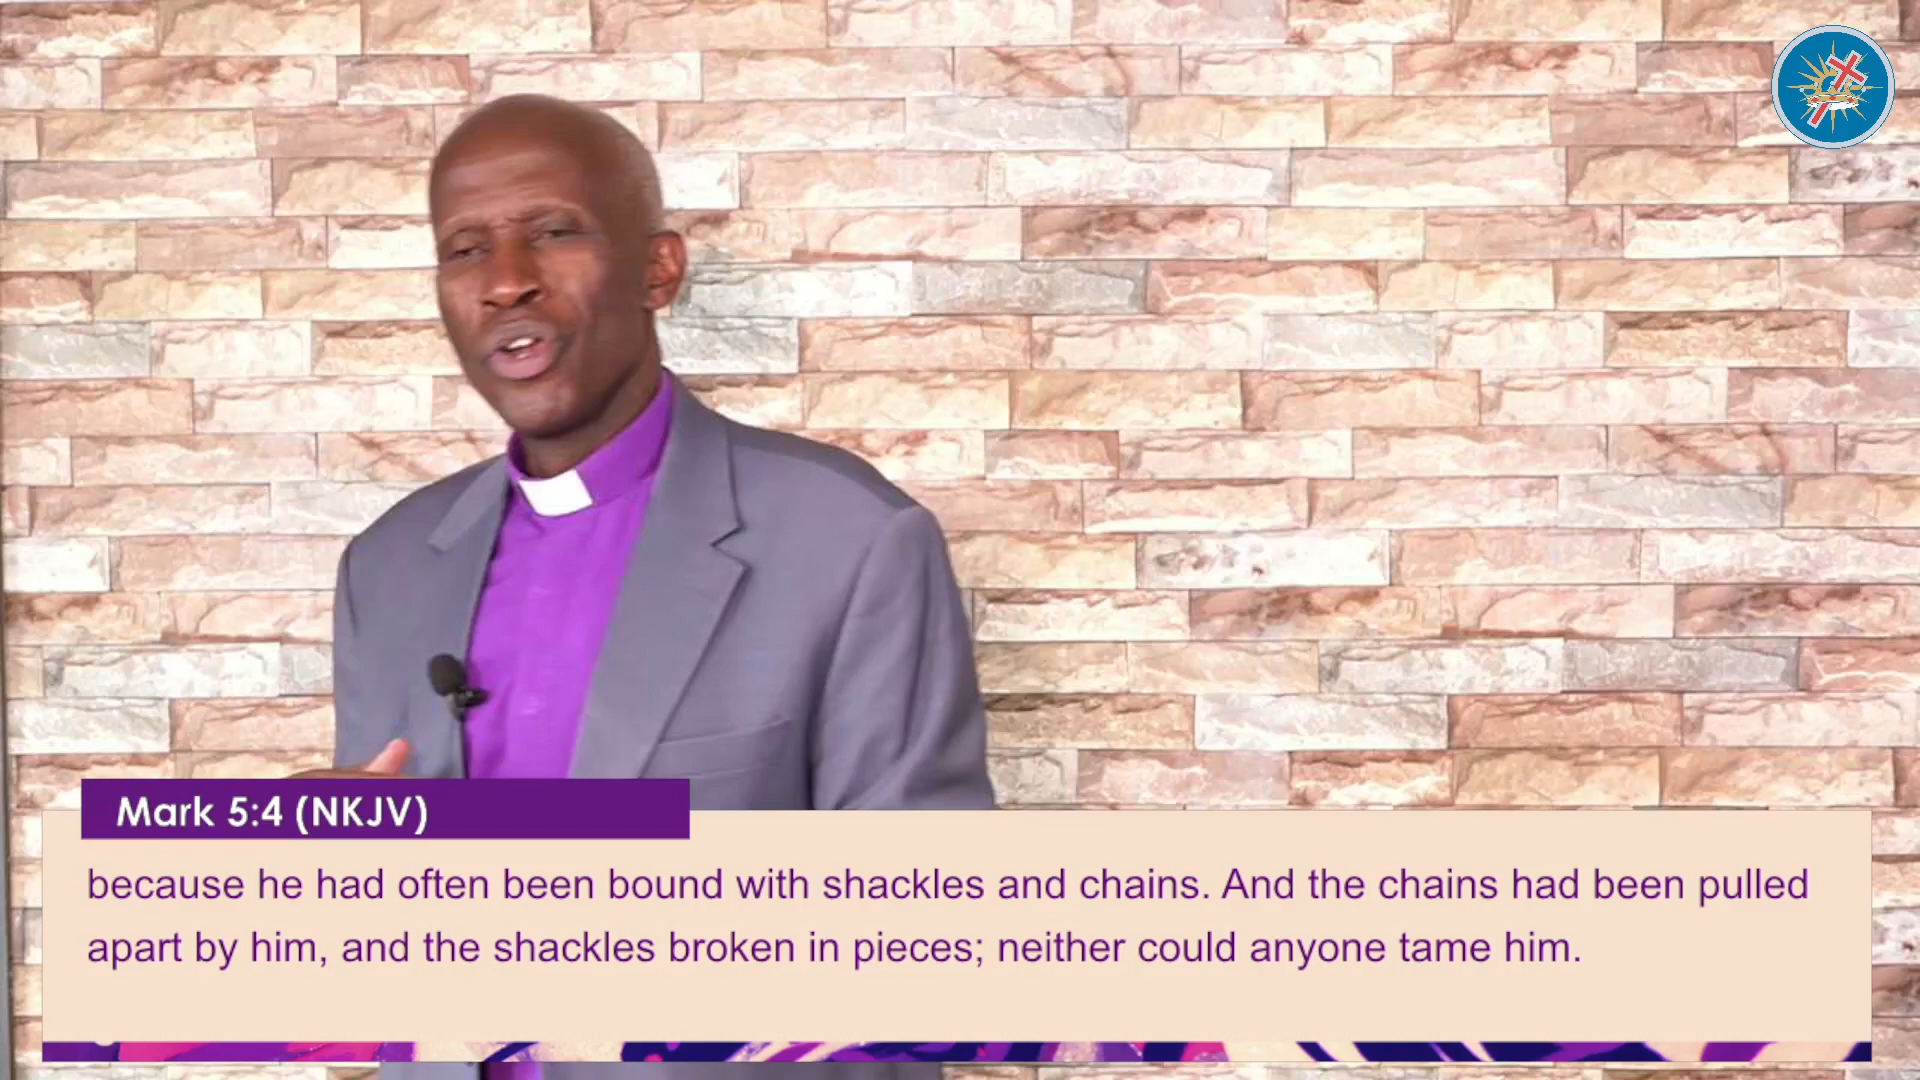 Mark 5:4 (NKJV)
because he had often been bound with shackles and chains. And the chains had been pulled
apart by him, and the shackles broken in pieces; neither could anyone tame him.